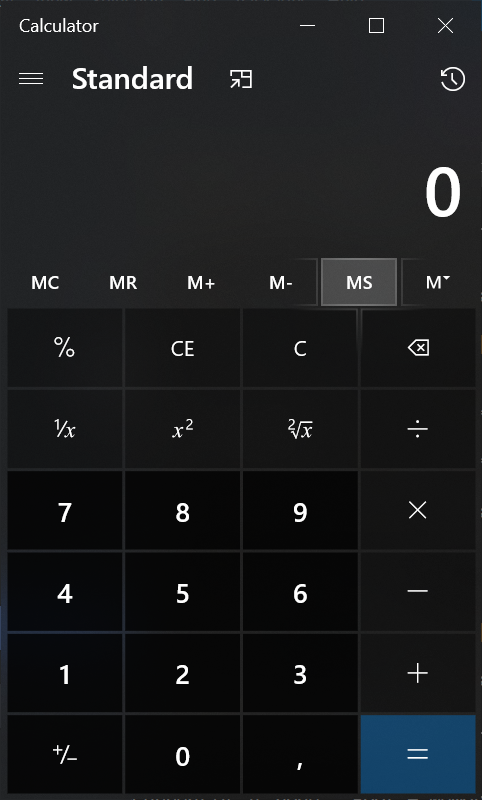 Calculator
Standard
0
MC MR M+ M- MS M˅
% CE C
¹/x x² ²√x ÷
7 8 9 ×
4 5 6 −
1 2 3 +
+/− 0 , =